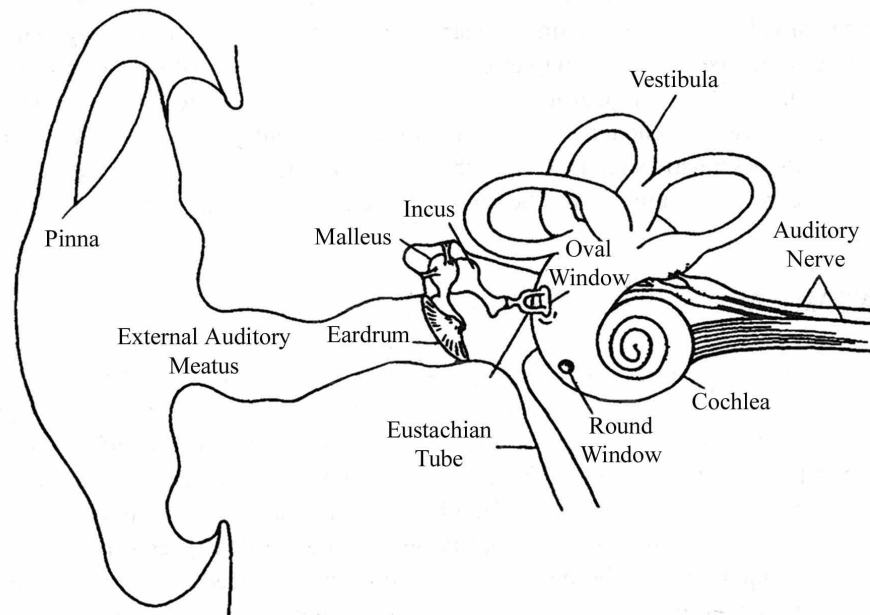 Vestibula
Incus
Malleus
Pinna
Oval
Window
Auditory
Nerve
External Auditory
Meatus
Eardrum
Cochlea
Eustachian
Tube
Round
Window